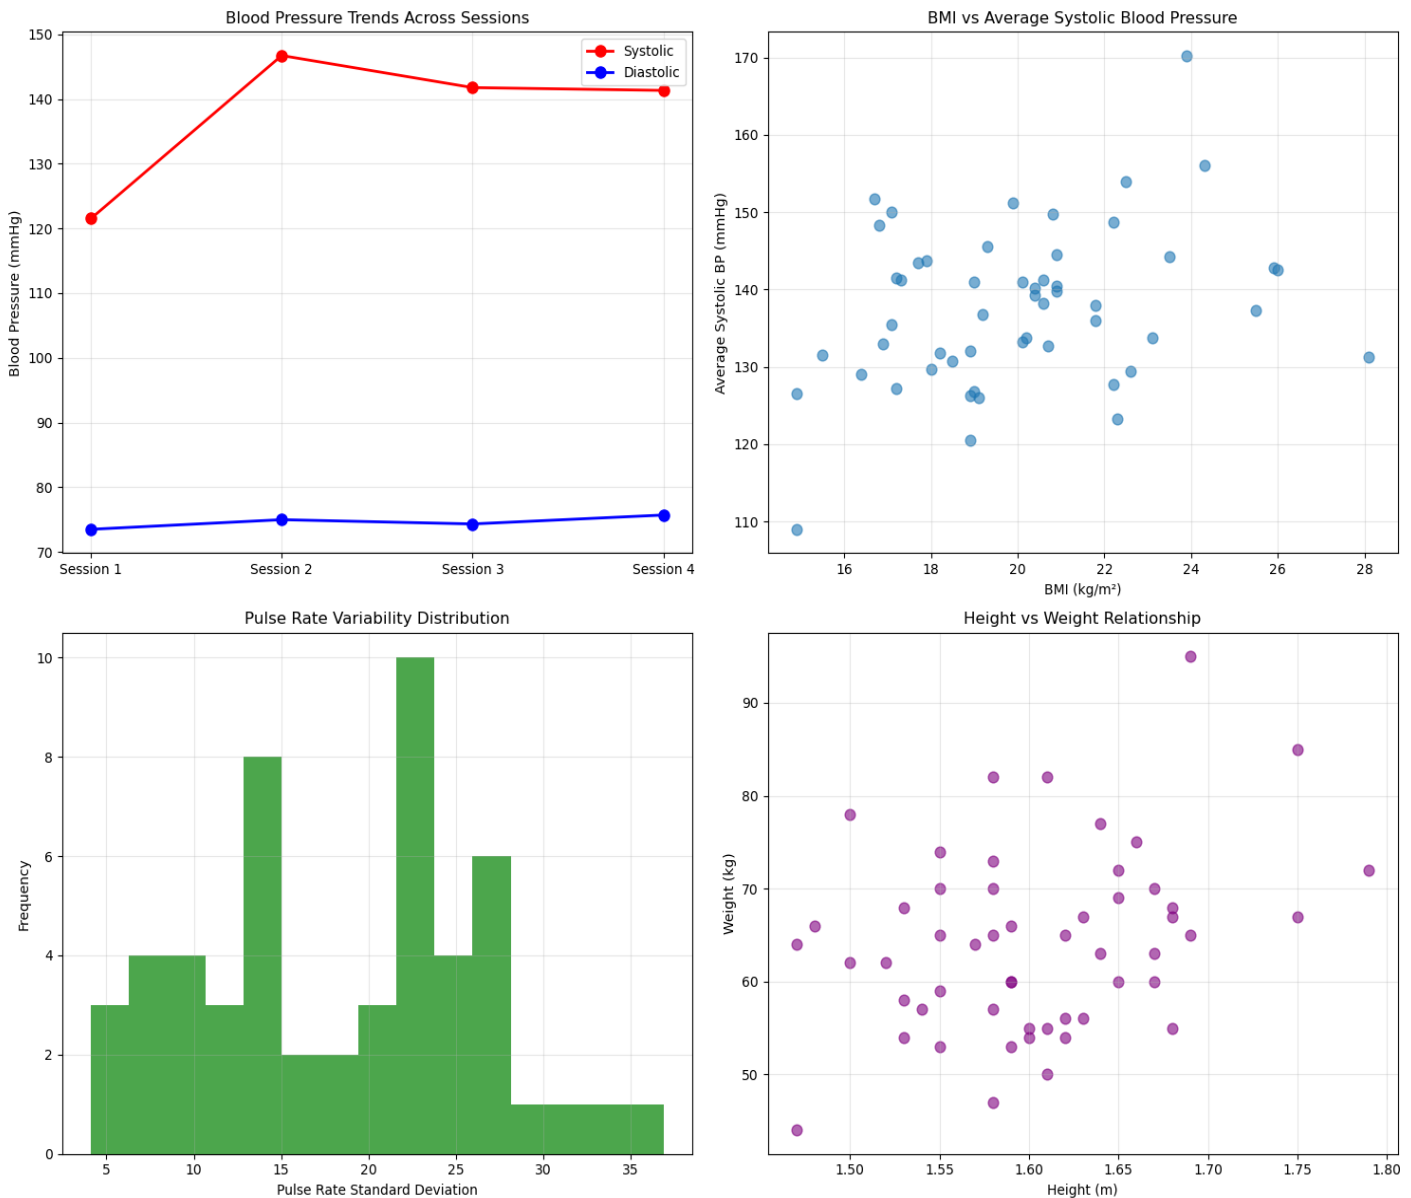 Blood Pressure Trends Across Sessions
150
140
130
120
110
100
90
80
70
Blood Pressure (mmHg)
Systolic
Diastolic
Session 1
Session 2
Session 3
Session 4
BMI vs Average Systolic Blood Pressure
170
160
150
140
130
120
110
Average Systolic BP (mmHg)
16
18
20
22
24
26
28
BMI (kg/m²)
Pulse Rate Variability Distribution
10
8
6
4
2
0
Frequency
5
10
15
20
25
30
35
Pulse Rate Standard Deviation
Height vs Weight Relationship
90
80
70
60
50
Weight (kg)
1.50
1.55
1.60
1.65
1.70
1.75
1.80
Height (m)